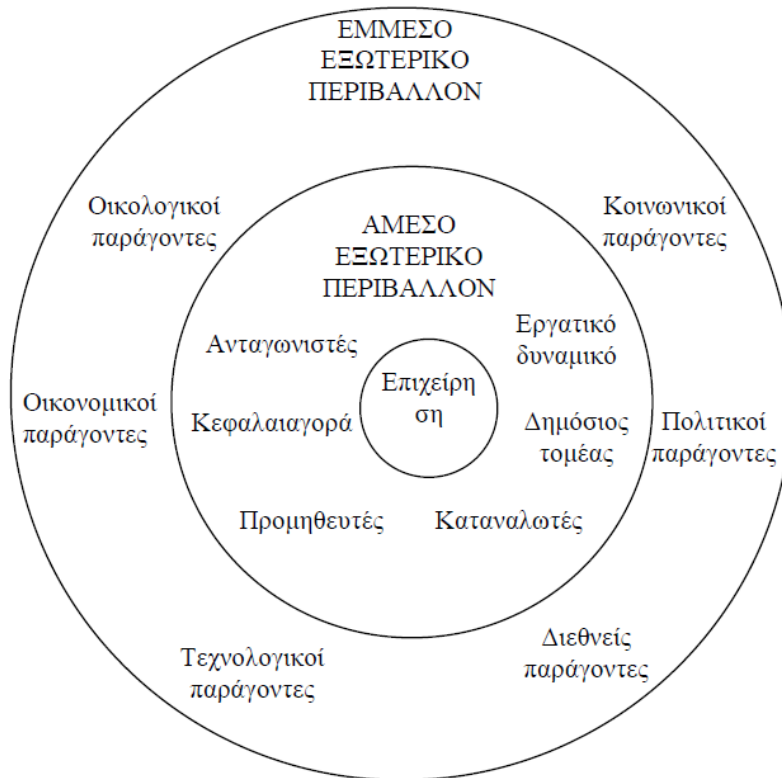 ΕΜΜΕΣΟ
ΕΞΩΤΕΡΙΚΟ
ΠΕΡΙΒΑΛΛΟΝ
Οικολογικοί
παράγοντες
Κοινωνικοί
παράγοντες
ΑΜΕΣΟ
ΕΞΩΤΕΡΙΚΟ
ΠΕΡΙΒΑΛΛΟΝ
Ανταγωνιστές
Εργατικό
δυναμικό
Επιχείρη
ση
Οικονομικοί
παράγοντες
Κεφαλαιαγορά
Δημόσιος
τομέας
Πολιτικοί
παράγοντες
Προμηθευτές
Καταναλωτές
Τεχνολογικοί
παράγοντες
Διεθνείς
παράγοντες